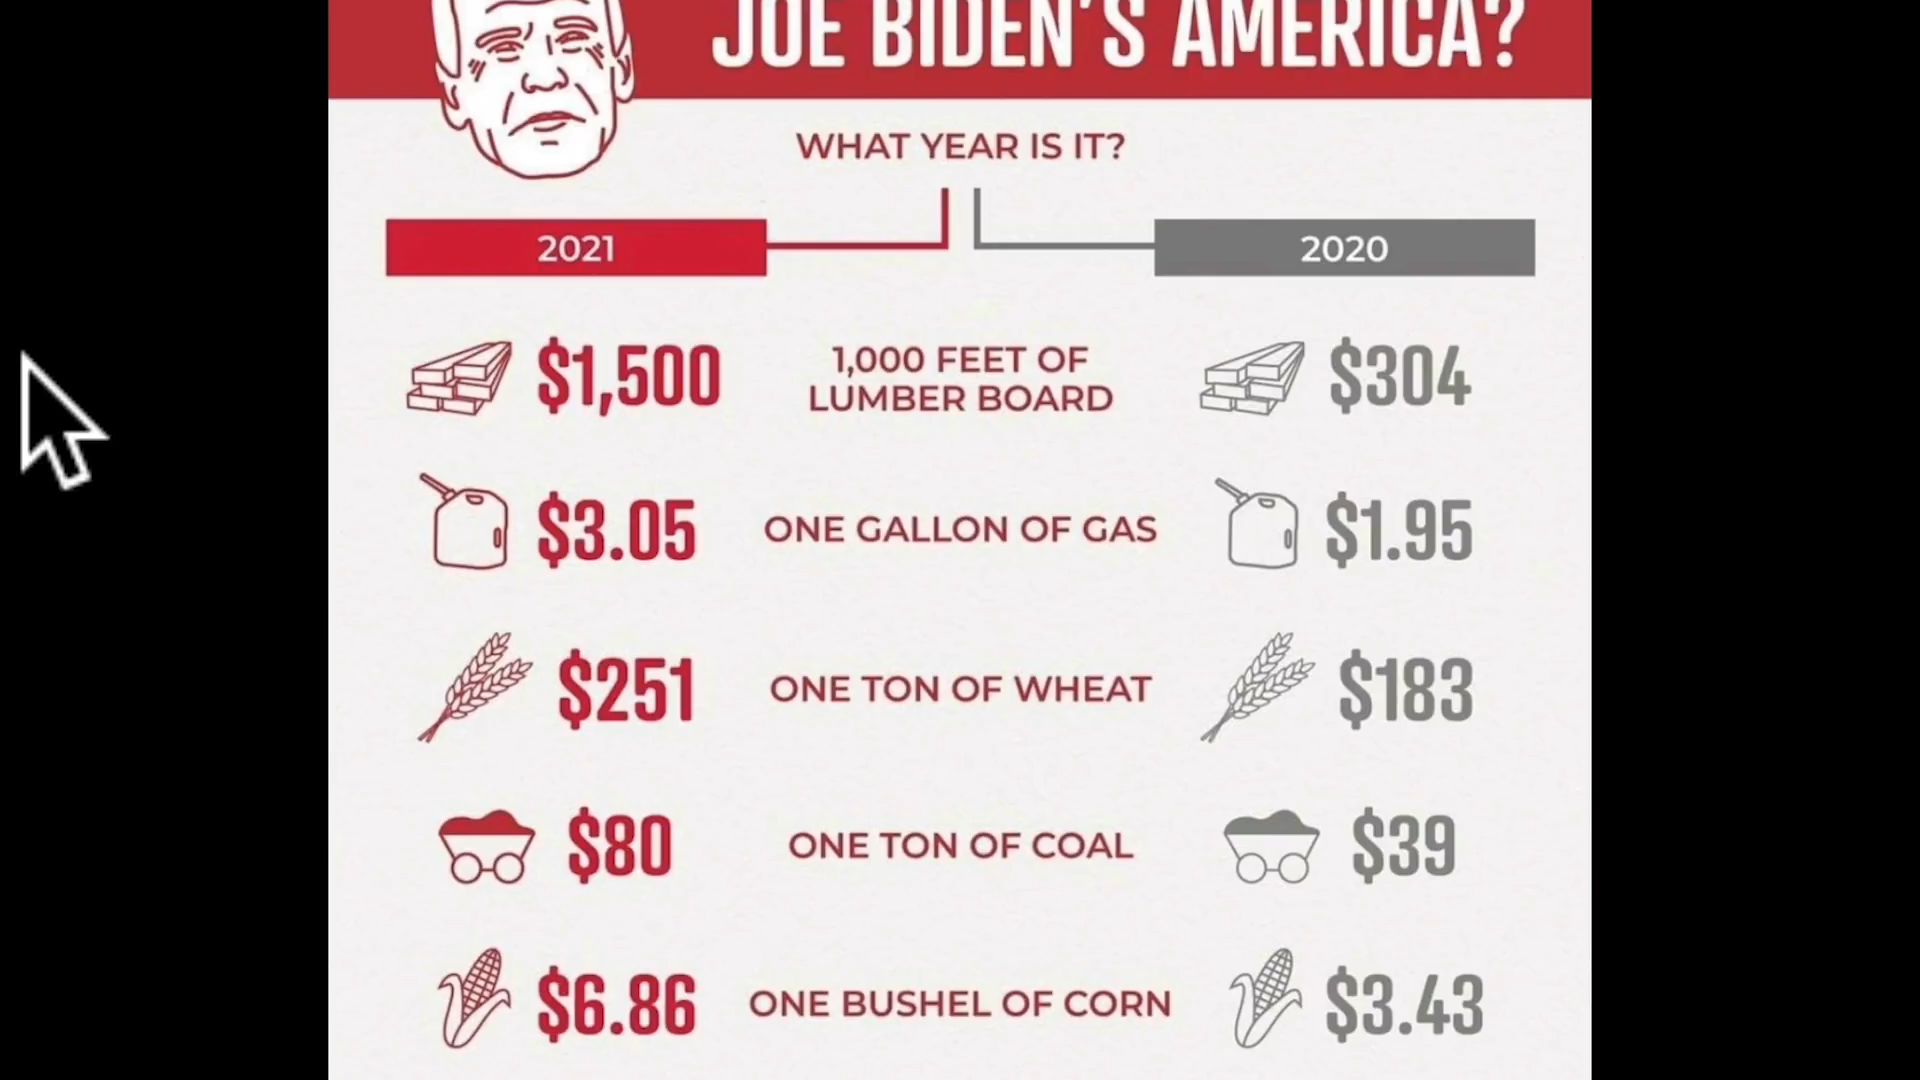 JOE BIDEN'S AMERICA?
WHAT YEAR IS IT?
2021
2020
$1,500
1,000 FEET OF
LUMBER BOARD
$304
$3.05
ONE GALLON OF GAS
$1.95
$251
ONE TON OF WHEAT
$183
$80
ONE TON OF COAL
$39
$6.86
ONE BUSHEL OF CORN
$3.43